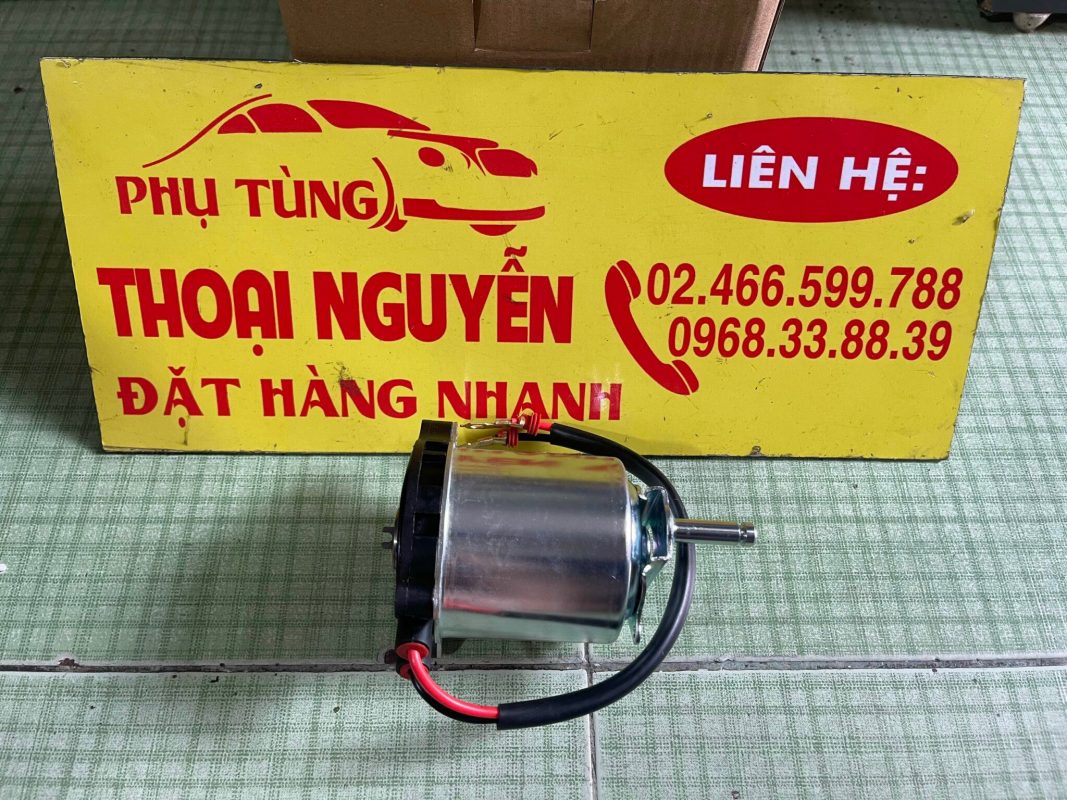 PHỤ TÙNG
THOẠI NGUYỄN
ĐẶT HÀNG NHANH
LIÊN HỆ:
02.466.599.788
0968.33.88.39